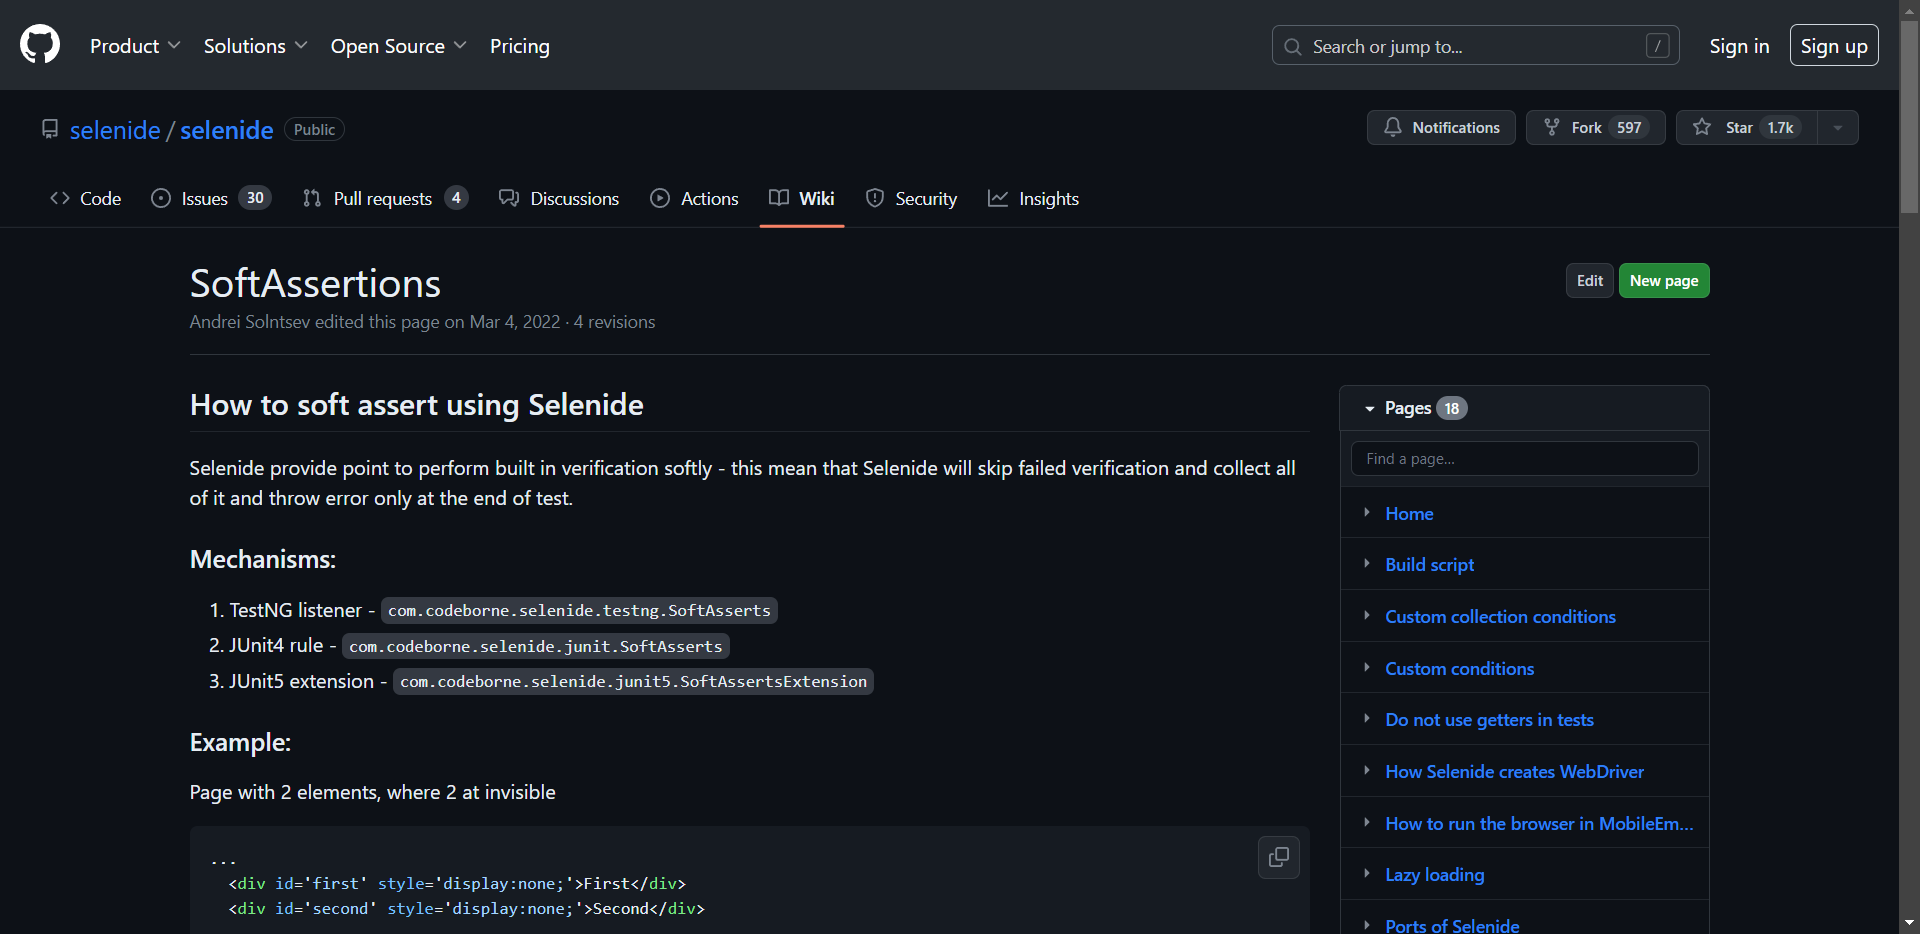 Product Solutions Open Source Pricing Search or jump to... / Sign in Sign up
selenide / selenide Public Notifications Fork 597 Star 1.7k
Code Issues 30 Pull requests 4 Discussions Actions Wiki Security Insights
SoftAssertions
Edit New page
Andrei Solntsev edited this page on Mar 4, 2022 · 4 revisions
How to soft assert using Selenide
Selenide provide point to perform built in verification softly - this mean that Selenide will skip failed verification and collect all
of it and throw error only at the end of test.
Mechanisms:
1. TestNG listener - com.codeborne.selenide.testng.SoftAsserts
2. JUnit4 rule - com.codeborne.selenide.junit.SoftAsserts
3. JUnit5 extension - com.codeborne.selenide.junit5.SoftAssertsExtension
Example:
Page with 2 elements, where 2 at invisible
...
<div id='first' style='display:none;'>First</div>
<div id='second' style='display:none;'>Second</div>
Pages 18
Find a page...
Home
Build script
Custom collection conditions
Custom conditions
Do not use getters in tests
How Selenide creates WebDriver
How to run the browser in MobileEm...
Lazy loading
Ports of Selenide